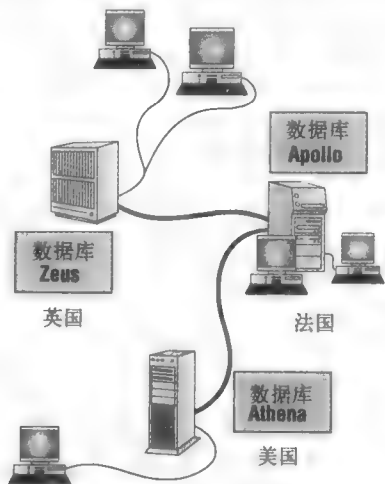 数据库
Apollo
数据库
Zeus
英国
法国
数据库
Athena
美国